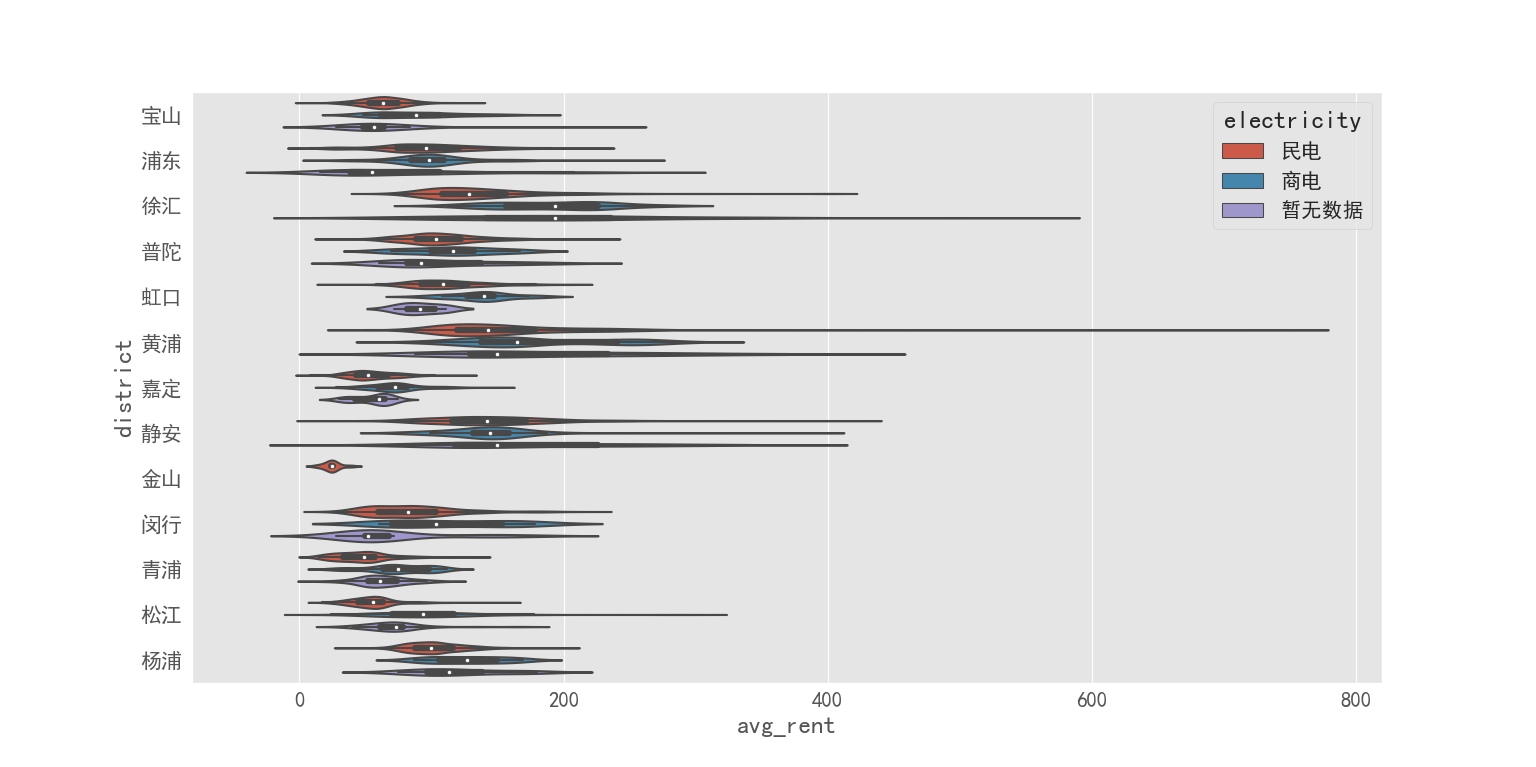 electricity
民电
商电
暂无数据
district
宝山
浦东
徐汇
普陀
虹口
黄浦
嘉定
静安
金山
闵行
青浦
松江
杨浦
0 200 400 600 800
avg_rent